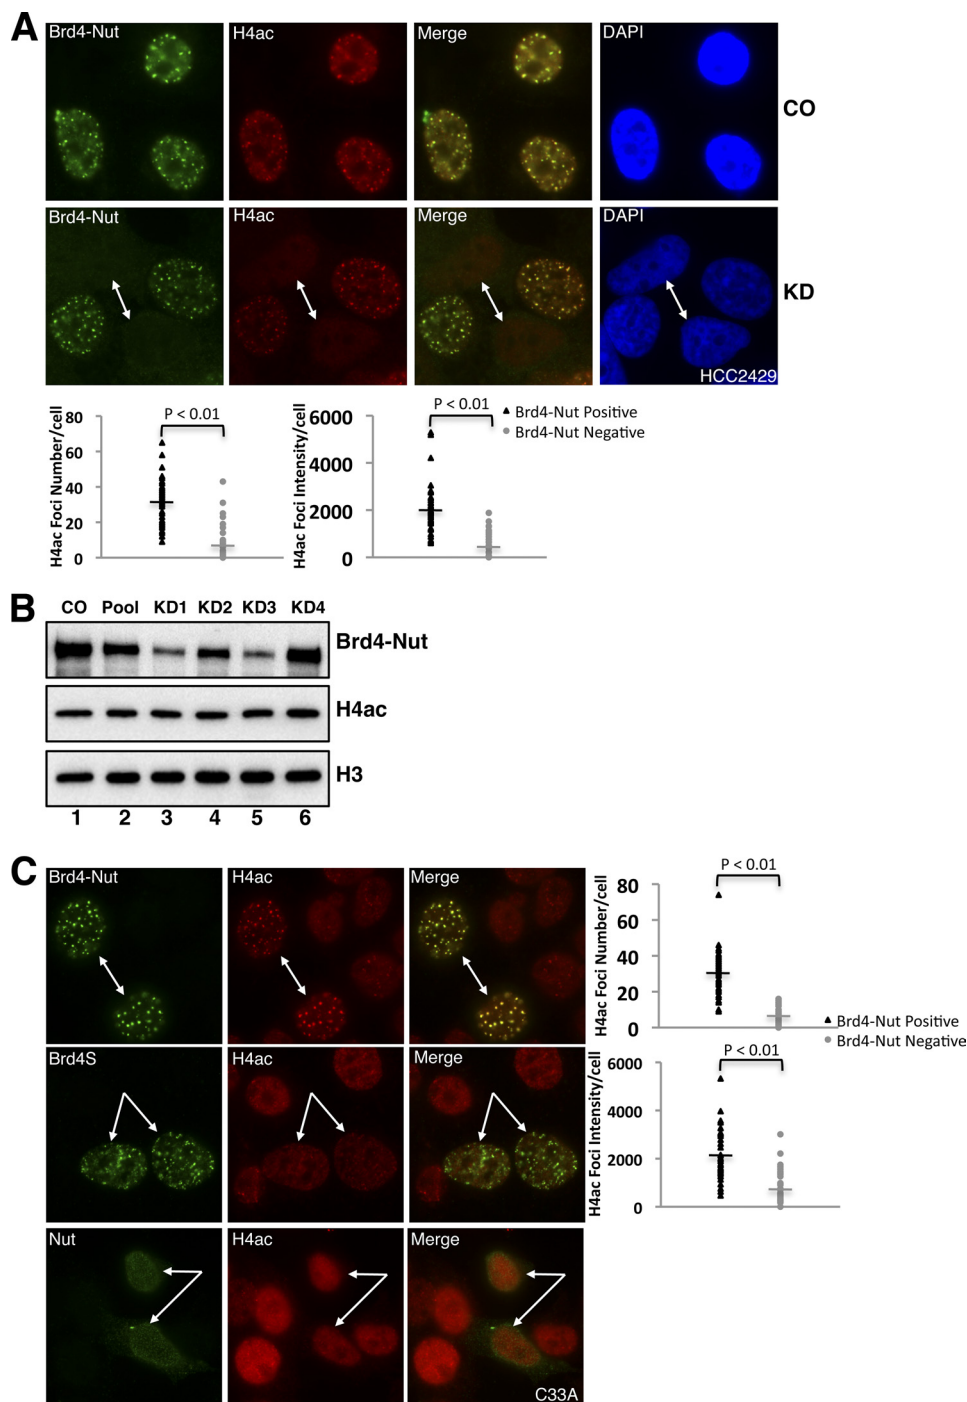 A
Brd4-Nut H4ac Merge DAPI
CO
Brd4-Nut H4ac Merge DAPI
KD
HCC2429
H4ac Foci Number/cell
80
60
40
20
0
P < 0.01
H4ac Foci Intensity/cell
6000
4000
2000
0
P < 0.01
Brd4-Nut Positive
Brd4-Nut Negative
B
CO Pool KD1 KD2 KD3 KD4
Brd4-Nut
H4ac
H3
1 2 3 4 5 6
C
Brd4-Nut H4ac Merge
Brd4S H4ac Merge
Nut H4ac Merge
C33A
H4ac Foci Number/cell
80
60
40
20
0
P < 0.01
Brd4-Nut Positive
Brd4-Nut Negative
H4ac Foci Intensity/cell
6000
4000
2000
0
P < 0.01